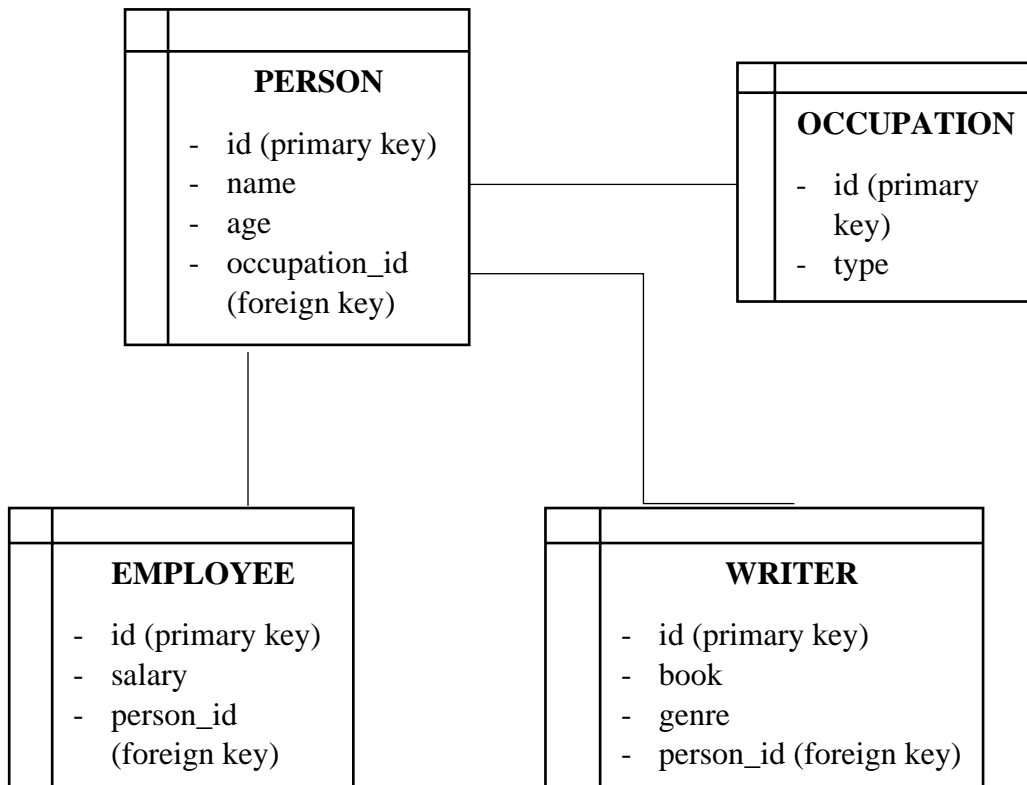 PERSON
- id (primary key)
- name
- age
- occupation_id
(foreign key)
OCCUPATION
- id (primary
key)
- type
EMPLOYEE
- id (primary key)
- salary
- person_id
(foreign key)
WRITER
- id (primary key)
- book
- genre
- person_id (foreign key)